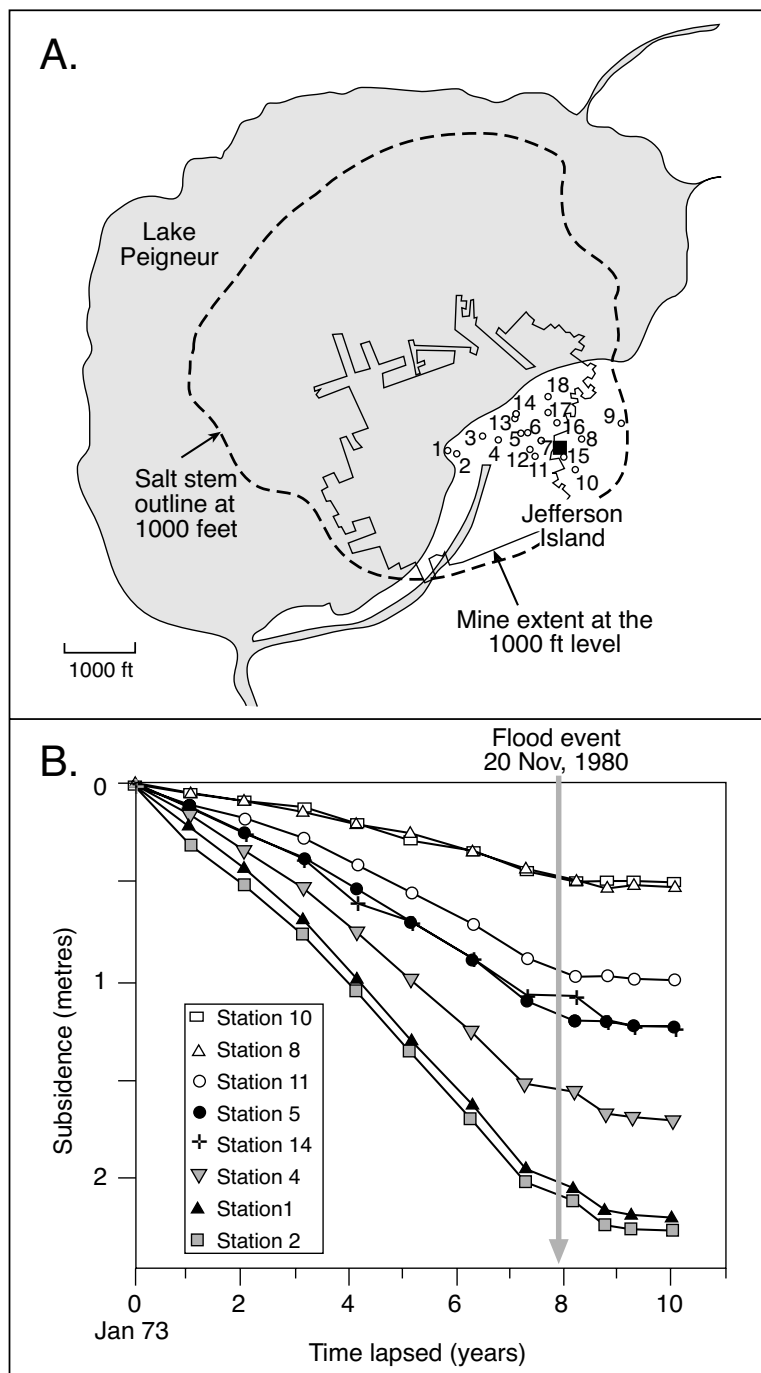 A.
Lake
Peigneur
Salt stem
outline at
1000 feet
18
14
17
13
16
9
3
6
5
8
1
4
7
2
12
15
11
10
Jefferson
Island
Mine extent at the
1000 ft level
1000 ft
B.
Flood event
20 Nov, 1980
0
1
2
Subsidence (metres)
Station 10
Station 8
Station 11
Station 5
Station 14
Station 4
Station1
Station 2
0 2 4 6 8 10
Jan 73
Time lapsed (years)